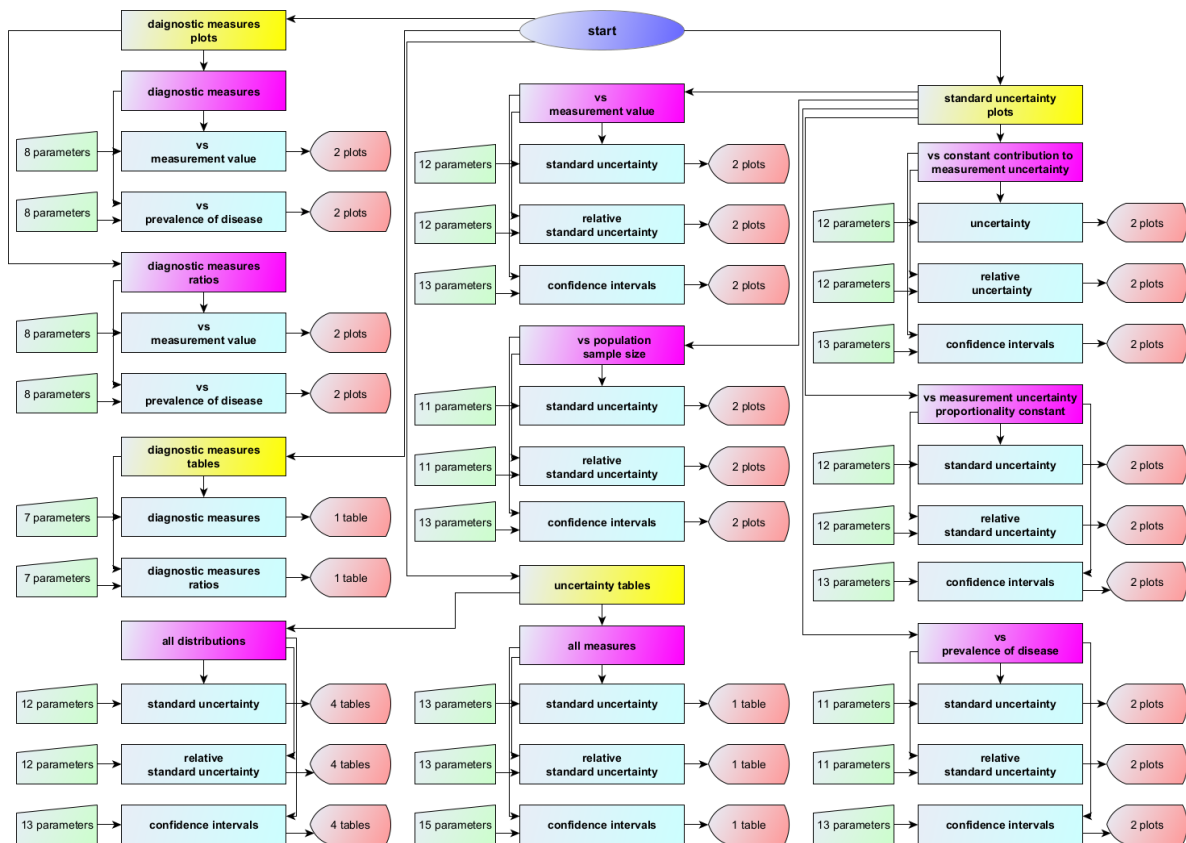 start
daignostic measures
plots
diagnostic measures
8 parameters
vs
measurement value
2 plots
8 parameters
vs
prevalence of disease
2 plots
diagnostic measures
ratios
8 parameters
vs
measurement value
2 plots
8 parameters
vs
prevalence of disease
2 plots
diagnostic measures
tables
7 parameters
diagnostic measures
1 table
7 parameters
diagnostic measures
ratios
1 table
all distributions
12 parameters
standard uncertainty
4 tables
12 parameters
relative
standard uncertainty
4 tables
13 parameters
confidence intervals
4 tables
vs
measurement value
12 parameters
standard uncertainty
2 plots
12 parameters
relative
standard uncertainty
2 plots
13 parameters
confidence intervals
2 plots
vs population
sample size
11 parameters
standard uncertainty
2 plots
11 parameters
relative
standard uncertainty
2 plots
13 parameters
confidence intervals
2 plots
uncertainty tables
all measures
13 parameters
standard uncertainty
1 table
13 parameters
relative
standard uncertainty
1 table
15 parameters
confidence intervals
1 table
standard uncertainty
plots
vs constant contribution to
measurement uncertainty
12 parameters
uncertainty
2 plots
12 parameters
relative
uncertainty
2 plots
13 parameters
confidence intervals
2 plots
vs measurement uncertainty
proportionality constant
12 parameters
standard uncertainty
2 plots
12 parameters
relative
standard uncertainty
2 plots
13 parameters
confidence intervals
2 plots
vs
prevalence of disease
11 parameters
standard uncertainty
2 plots
11 parameters
relative
standard uncertainty
2 plots
13 parameters
confidence intervals
2 plots